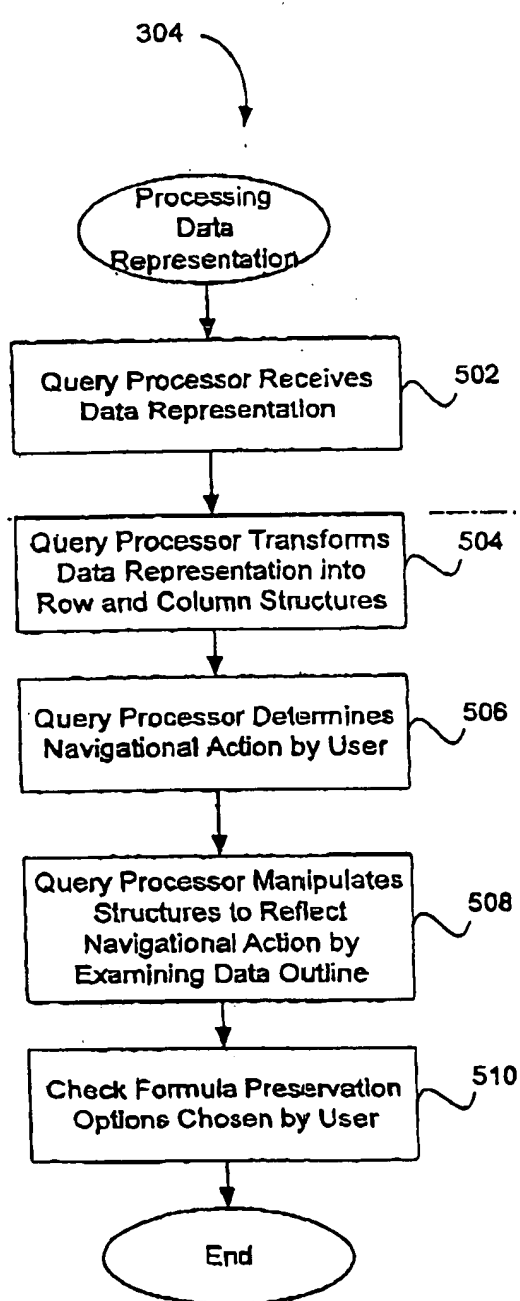 304
Processing
Data
Representation
Query Processor Receives
Data Representation
502
Query Processor Transforms
Data Representation into
Row and Column Structures
504
Query Processor Determines
Navigational Action by User
506
Query Processor Manipulates
Structures to Reflect
Navigational Action by
Examining Data Outline
508
Check Formula Preservation
Options Chosen by User
510
End